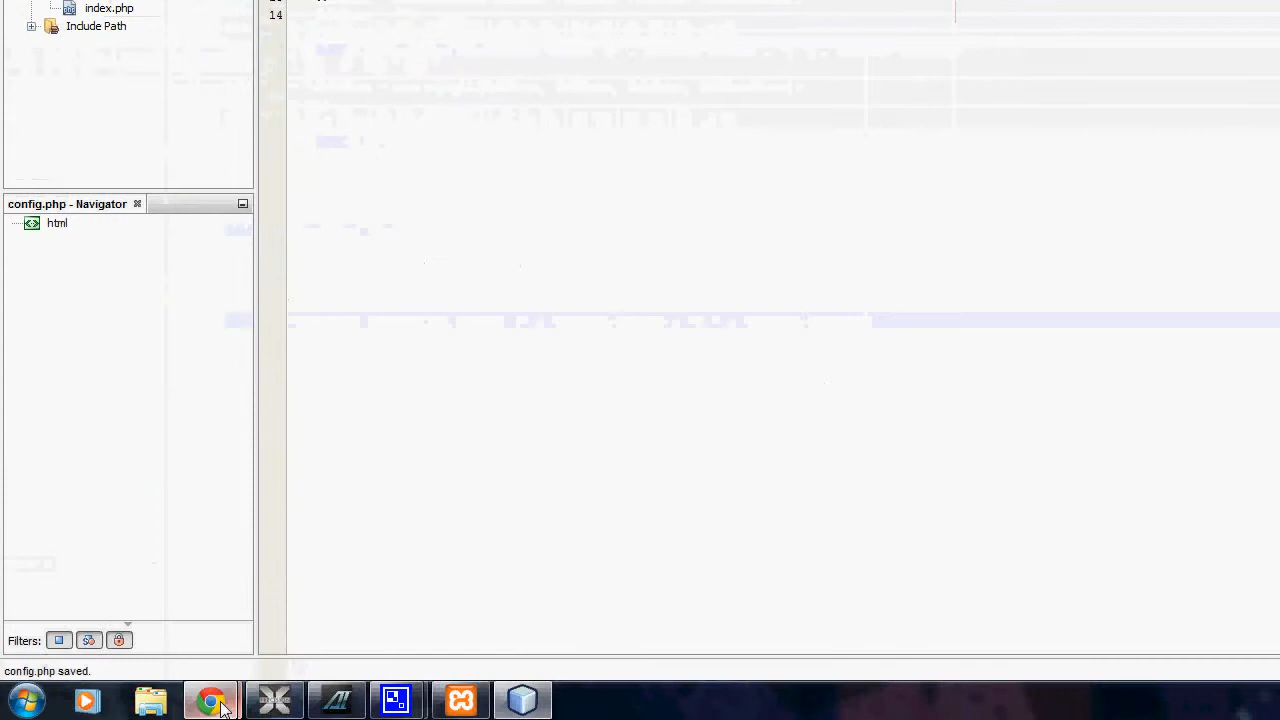 index.php
14
Include Path
config.php - Navigator
html
Filters:
config.php saved.